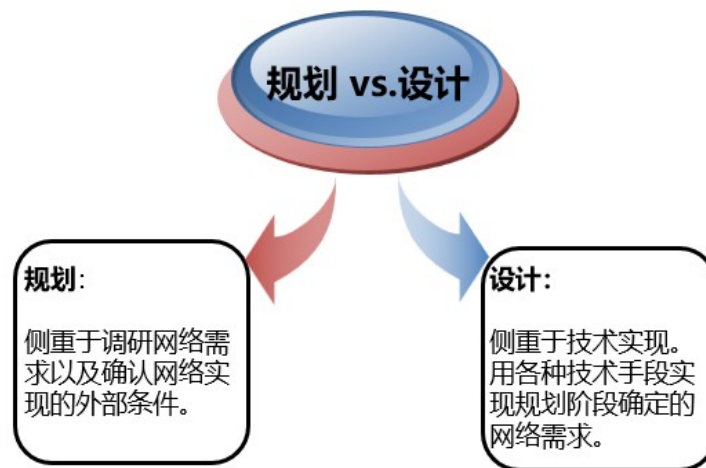 规划 vs.设计
规划：
侧重于调研网络需
求以及确认网络实
现的外部条件。
设计：
侧重于技术实现。
用各种技术手段实
现规划阶段确定的
网络需求。